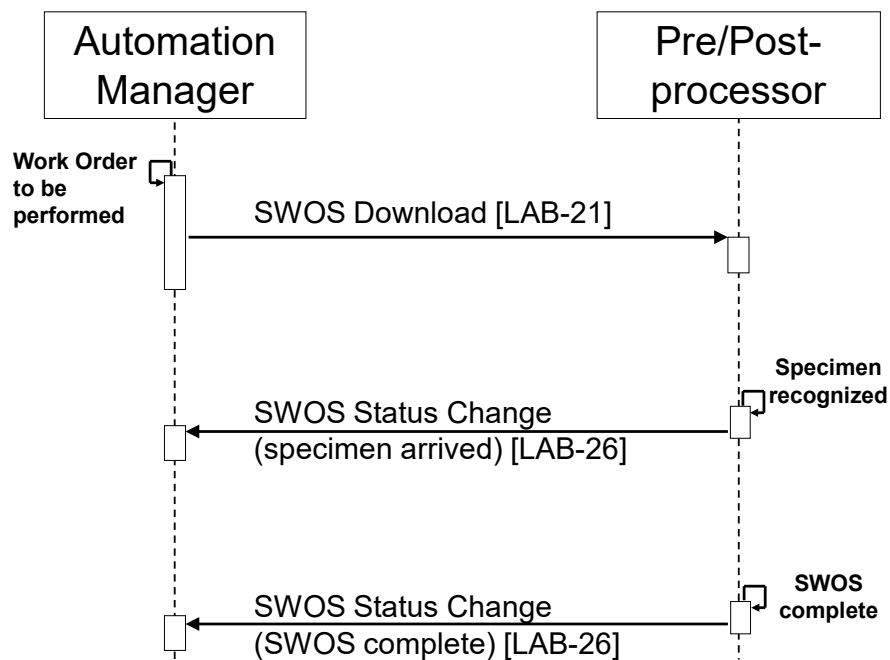 Automation
Manager
Pre/Post-
processor
Work Order
to be
performed
SWOS Download [LAB-21]
Specimen
recognized
SWOS Status Change
(specimen arrived) [LAB-26]
SWOS
complete
SWOS Status Change
(SWOS complete) [LAB-26]